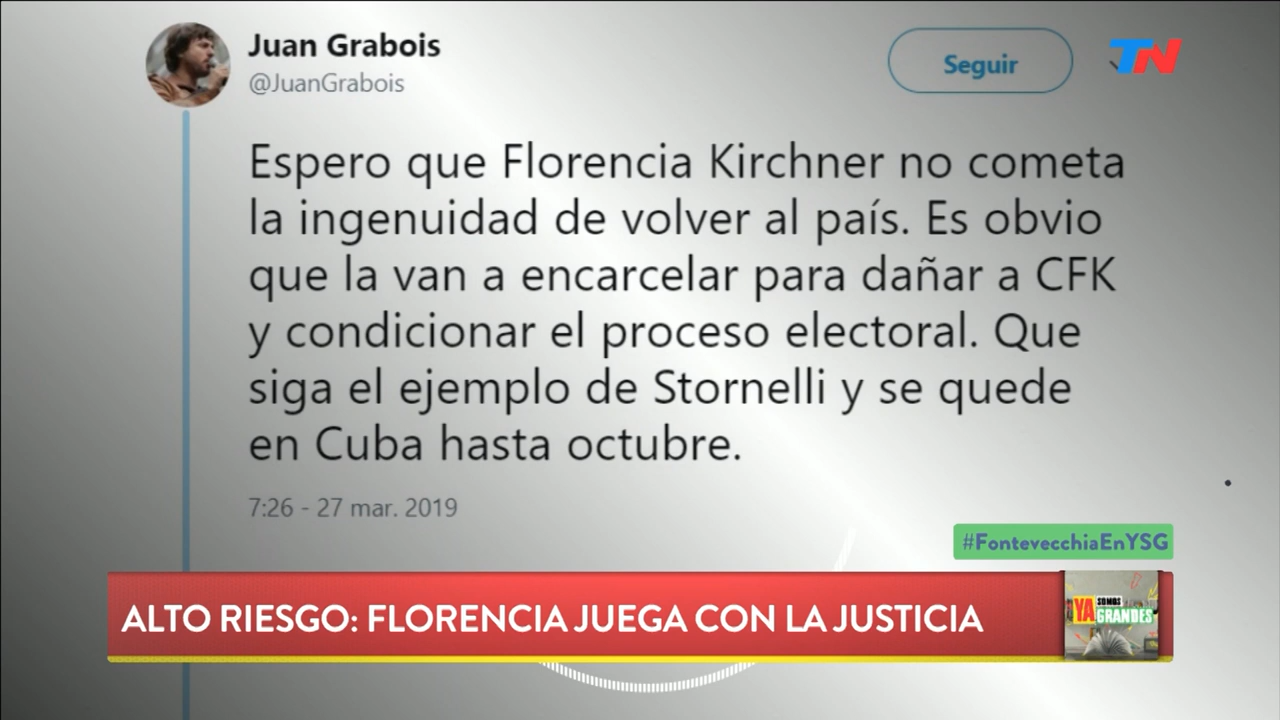 Juan Grabois
@JuanGrabois
Seguir
TN
Espero que Florencia Kirchner no cometa
la ingenuidad de volver al país. Es obvio
que la van a encarcelar para dañar a CFK
y condicionar el proceso electoral. Que
siga el ejemplo de Stornelli y se quede
en Cuba hasta octubre.
7:26 - 27 mar. 2019
#FontevecchiaEnYSG
ALTO RIESGO: FLORENCIA JUEGA CON LA JUSTICIA
YA SOMOS
GRANDES